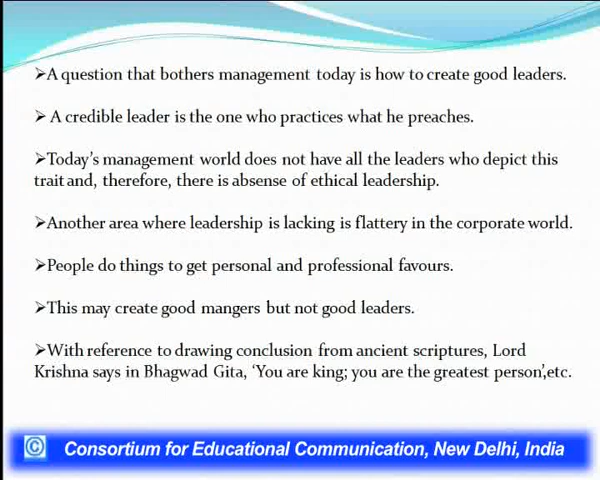 ➢A question that bothers management today is how to create good leaders.
➢ A credible leader is the one who practices what he preaches.
➢Today's management world does not have all the leaders who depict this
trait and, therefore, there is absense of ethical leadership.
➢Another area where leadership is lacking is flattery in the corporate world.
➢People do things to get personal and professional favours.
➢This may create good mangers but not good leaders.
➢With reference to drawing conclusion from ancient scriptures, Lord
Krishna says in Bhagwad Gita, 'You are king; you are the greatest person',etc.
© Consortium for Educational Communication, New Delhi, India